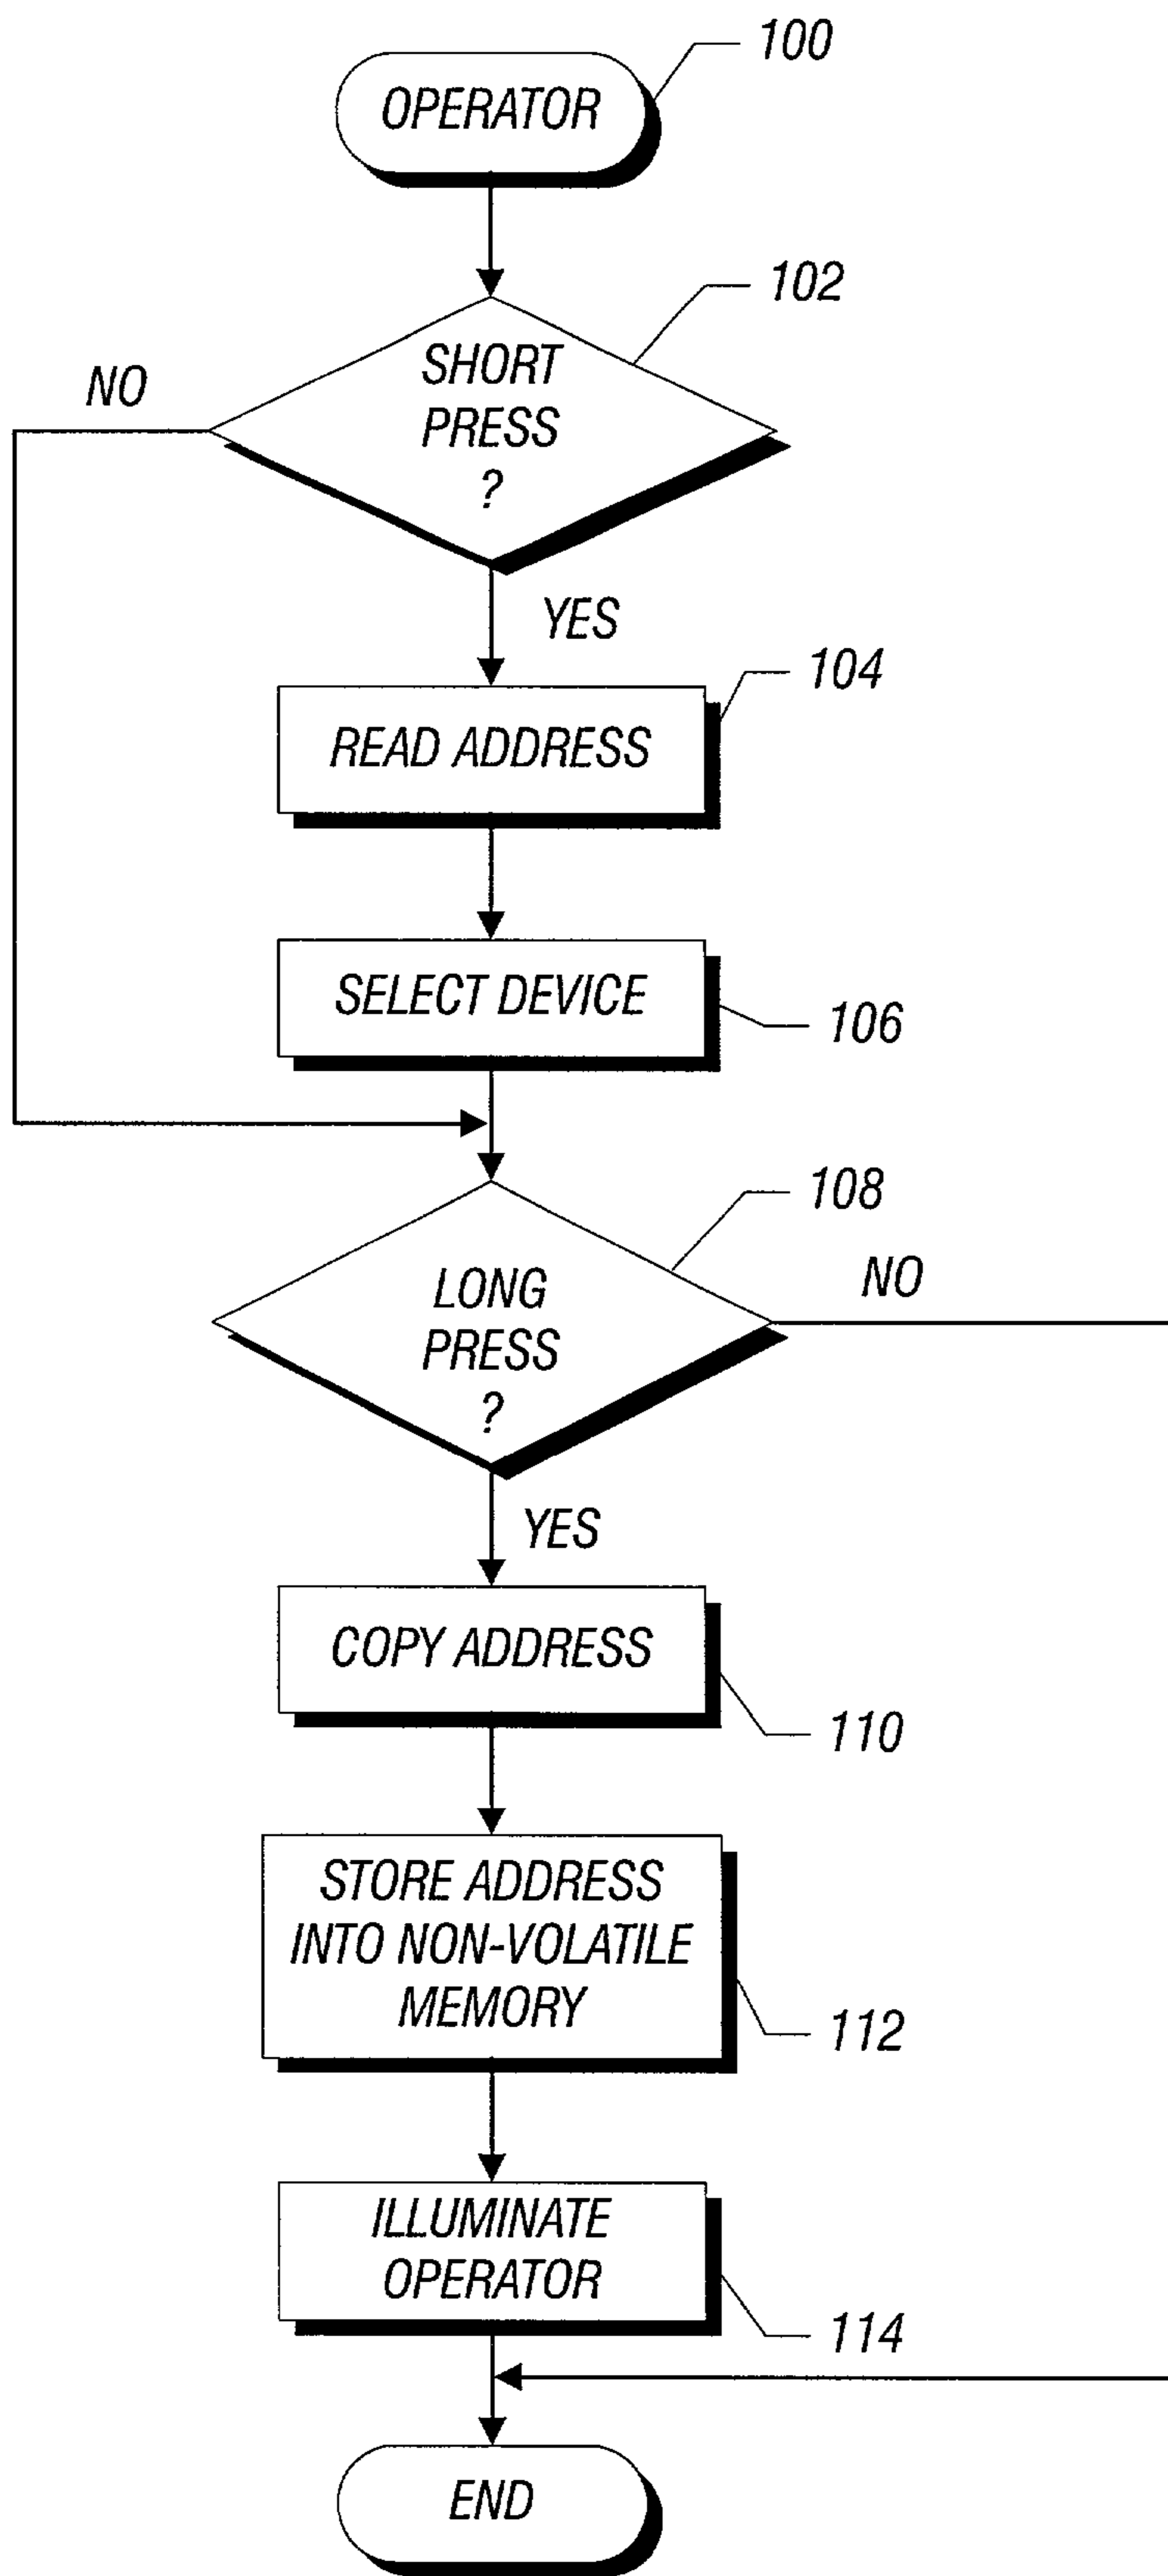 100
OPERATOR
102
SHORT
PRESS
?
NO
YES
104
READ ADDRESS
SELECT DEVICE
106
108
LONG
PRESS
?
NO
YES
COPY ADDRESS
110
STORE ADDRESS
INTO NON-VOLATILE
MEMORY
112
ILLUMINATE
OPERATOR
114
END